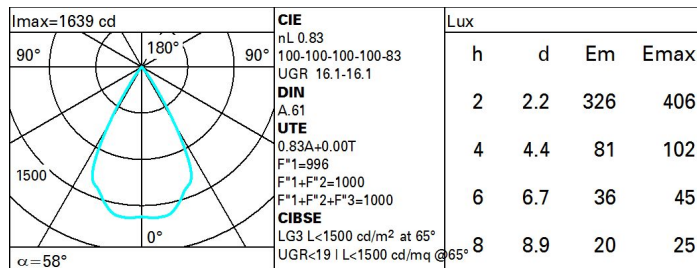 Imax=1639 cd
90°
180°
90°
1500
0°
α=58°
CIE
nL 0.83
100-100-100-100-83
UGR 16.1-16.1
DIN
A.61
UTE
0.83A+0.00T
F"1=996
F"1+F"2=1000
F"1+F"2+F"3=1000
CIBSE
LG3 L<1500 cd/m² at 65°
UGR<19 | L<1500 cd/mq @65°
Lux
h d Em Emax
2 2.2 326 406
4 4.4 81 102
6 6.7 36 45
8 8.9 20 25